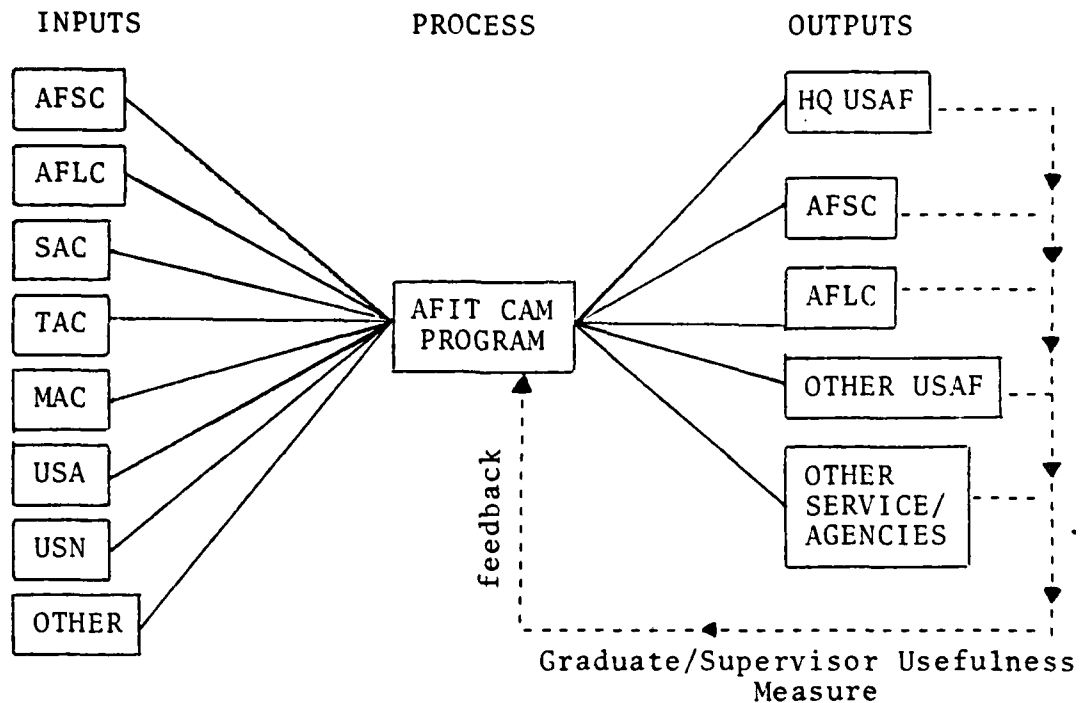 INPUTS
PROCESS
OUTPUTS
AFSC
AFLC
SAC
TAC
MAC
USA
USN
OTHER
AFIT CAM
PROGRAM
HQ USAF
AFSC
AFLC
OTHER USAF
OTHER
SERVICE/
AGENCIES
feedback
Graduate/Supervisor Usefulness
Measure